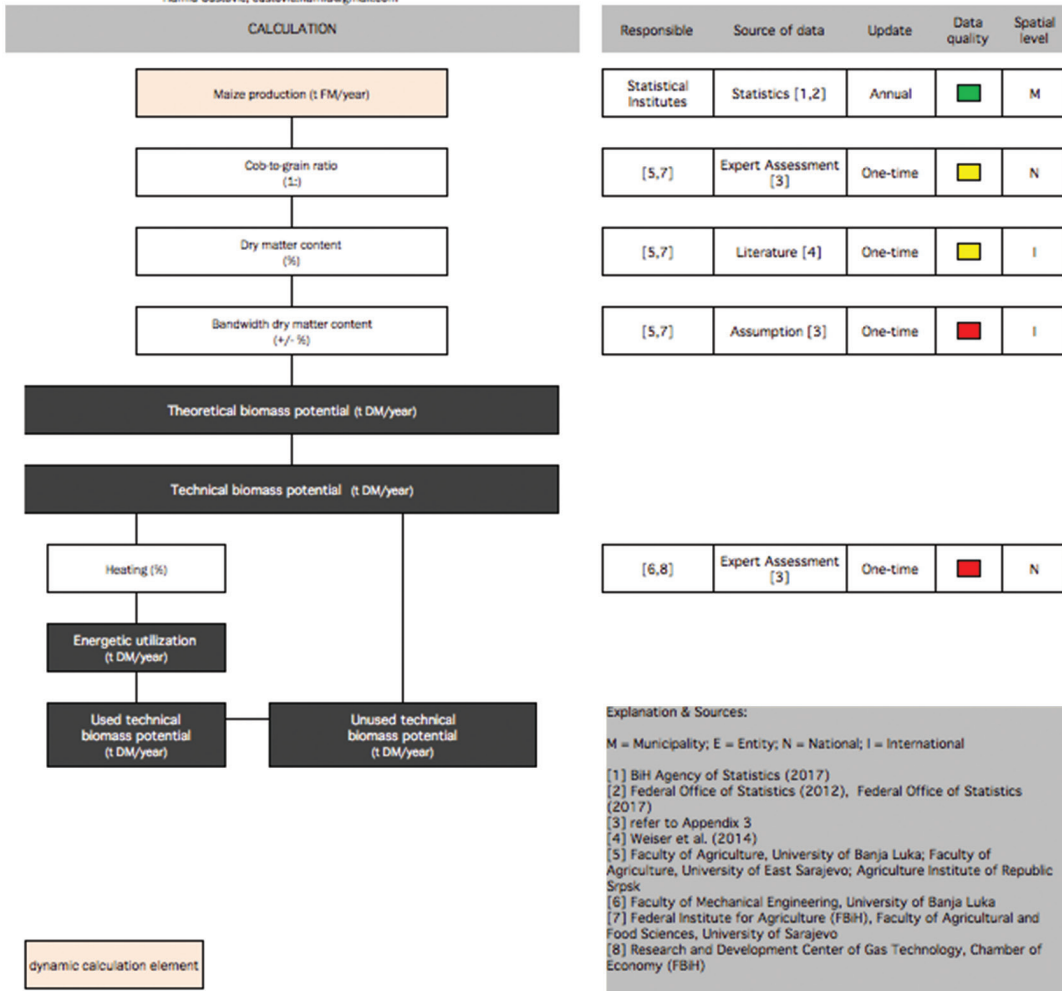 CALCULATION
Responsible Source of data Update Data quality Spatial level
Maize production (t FM/year)
Statistical Institutes Statistics [1,2] Annual M
Cob-to-grain ratio
(1:)
[5,7] Expert Assessment [3] One-time N
Dry matter content
(%)
[5,7] Literature [4] One-time I
Bandwidth dry matter content
(+/- %)
[5,7] Assumption [3] One-time I
Theoretical biomass potential (t DM/year)
Technical biomass potential (t DM/year)
Heating (%)
[6,8] Expert Assessment [3] One-time N
Energetic utilization
(t DM/year)
Used technical
biomass potential
(t DM/year)
Unused technical
biomass potential
(t DM/year)
Explanation & Sources:
M = Municipality; E = Entity; N = National; I = International
[1] BiH Agency of Statistics (2017)
[2] Federal Office of Statistics (2012), Federal Office of Statistics
(2017)
[3] refer to Appendix 3
[4] Weiser et al. (2014)
[5] Faculty of Agriculture, University of Banja Luka; Faculty of
Agriculture, University of East Sarajevo; Agriculture Institute of Republic
Srpsk
[6] Faculty of Mechanical Engineering, University of Banja Luka
[7] Federal Institute for Agriculture (FBiH), Faculty of Agricultural and
Food Sciences, University of Sarajevo
[8] Research and Development Center of Gas Technology, Chamber of
Economy (FBiH)
dynamic calculation element